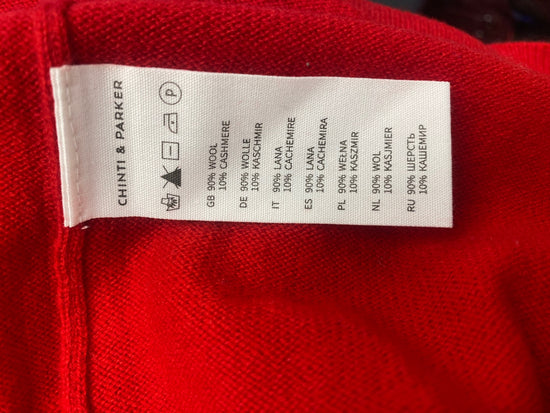 CHINTI & PARKER
P
GB 90% WOOL
10% CASHMERE
DE 90% WOLLE
10% KASCHMIR
IT 90% LANA
10% CACHEMIRE
ES 90% LANA
10% CACHEMIRA
PL 90% WEŁNA
10% KASZMIR
NL 90% WOL
10% KASJMIER
RU 90% ШЕРСТЬ
10% КАШЕМИР